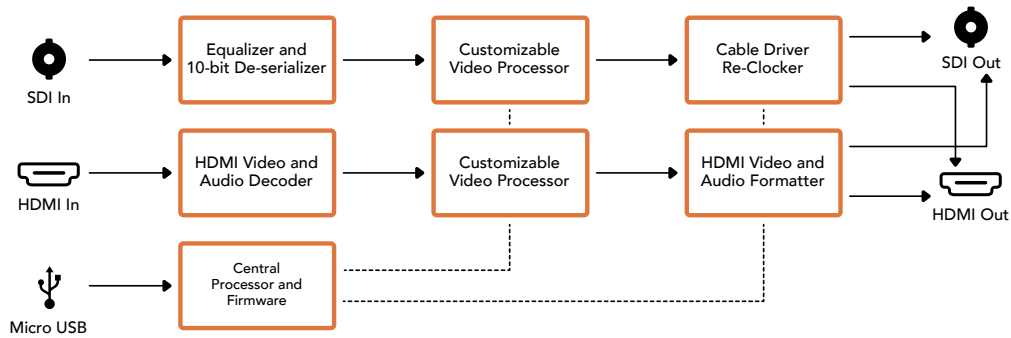 SDI In
Equalizer and
10-bit De-serializer
Customizable
Video Processor
Cable Driver
Re-Clocker
SDI Out
HDMI In
HDMI Video and
Audio Decoder
Customizable
Video Processor
HDMI Video and
Audio Formatter
HDMI Out
Micro USB
Central
Processor and
Firmware